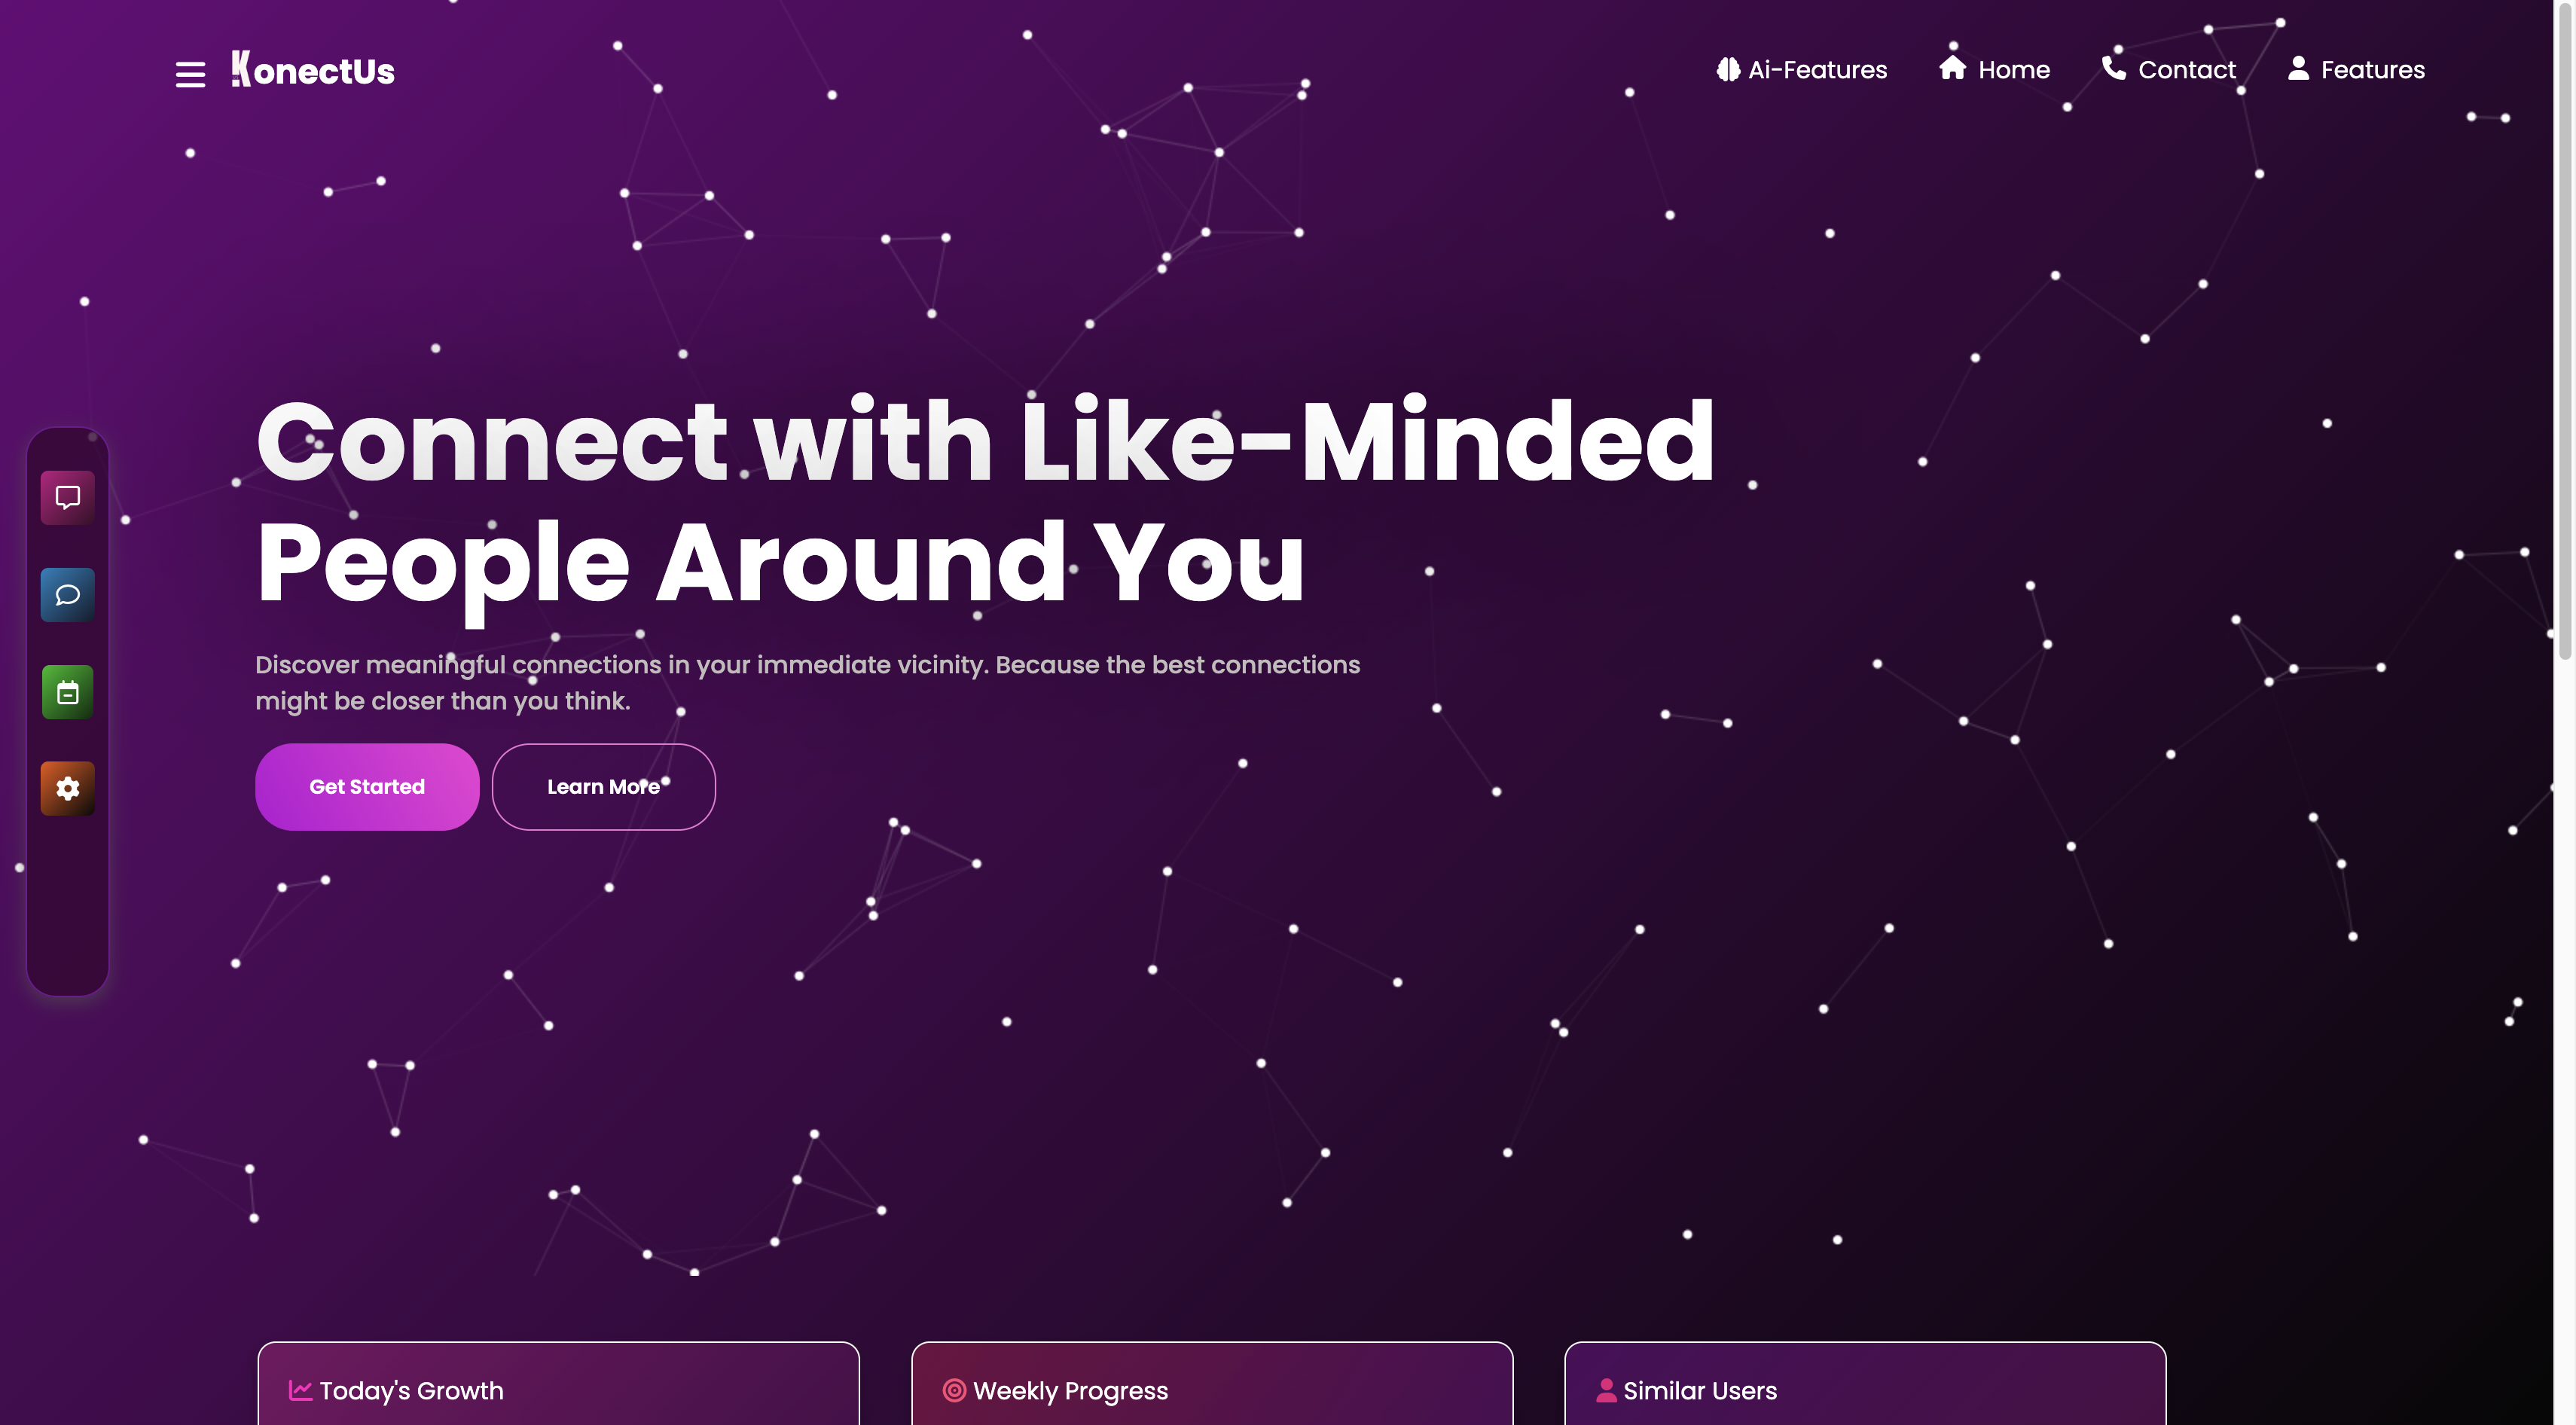 KonectUs
Ai-Features
Home
Contact
Features
Connect with Like-Minded
People Around You
Discover meaningful connections in your immediate vicinity. Because the best connections
might be closer than you think.
Get Started
Learn More
Today's Growth
Weekly Progress
Similar Users